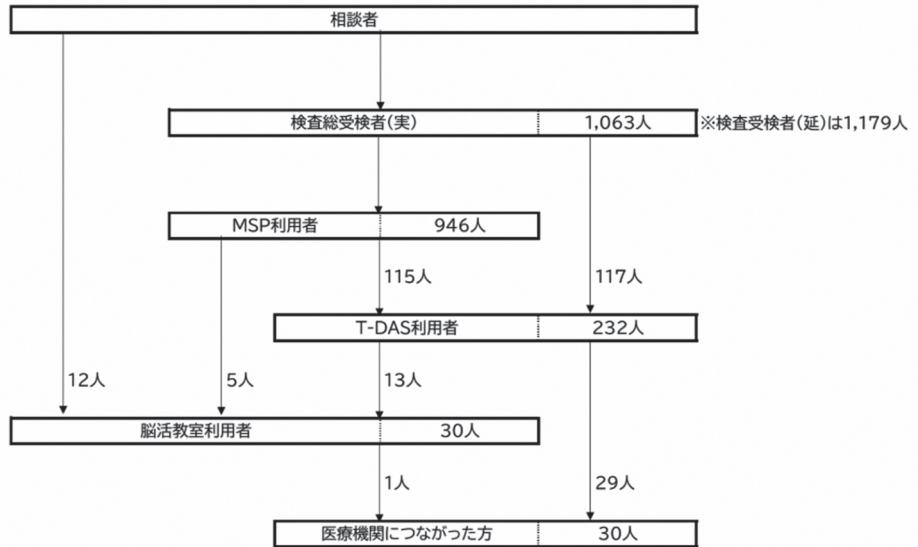 相談者
検査総受検者(実) 1,063人 ※検査受検者(延)は1,179人
MSP利用者 946人
115人 117人
T-DAS利用者 232人
12人 5人 13人
脳活教室利用者 30人
1人 29人
医療機関につながった方 30人